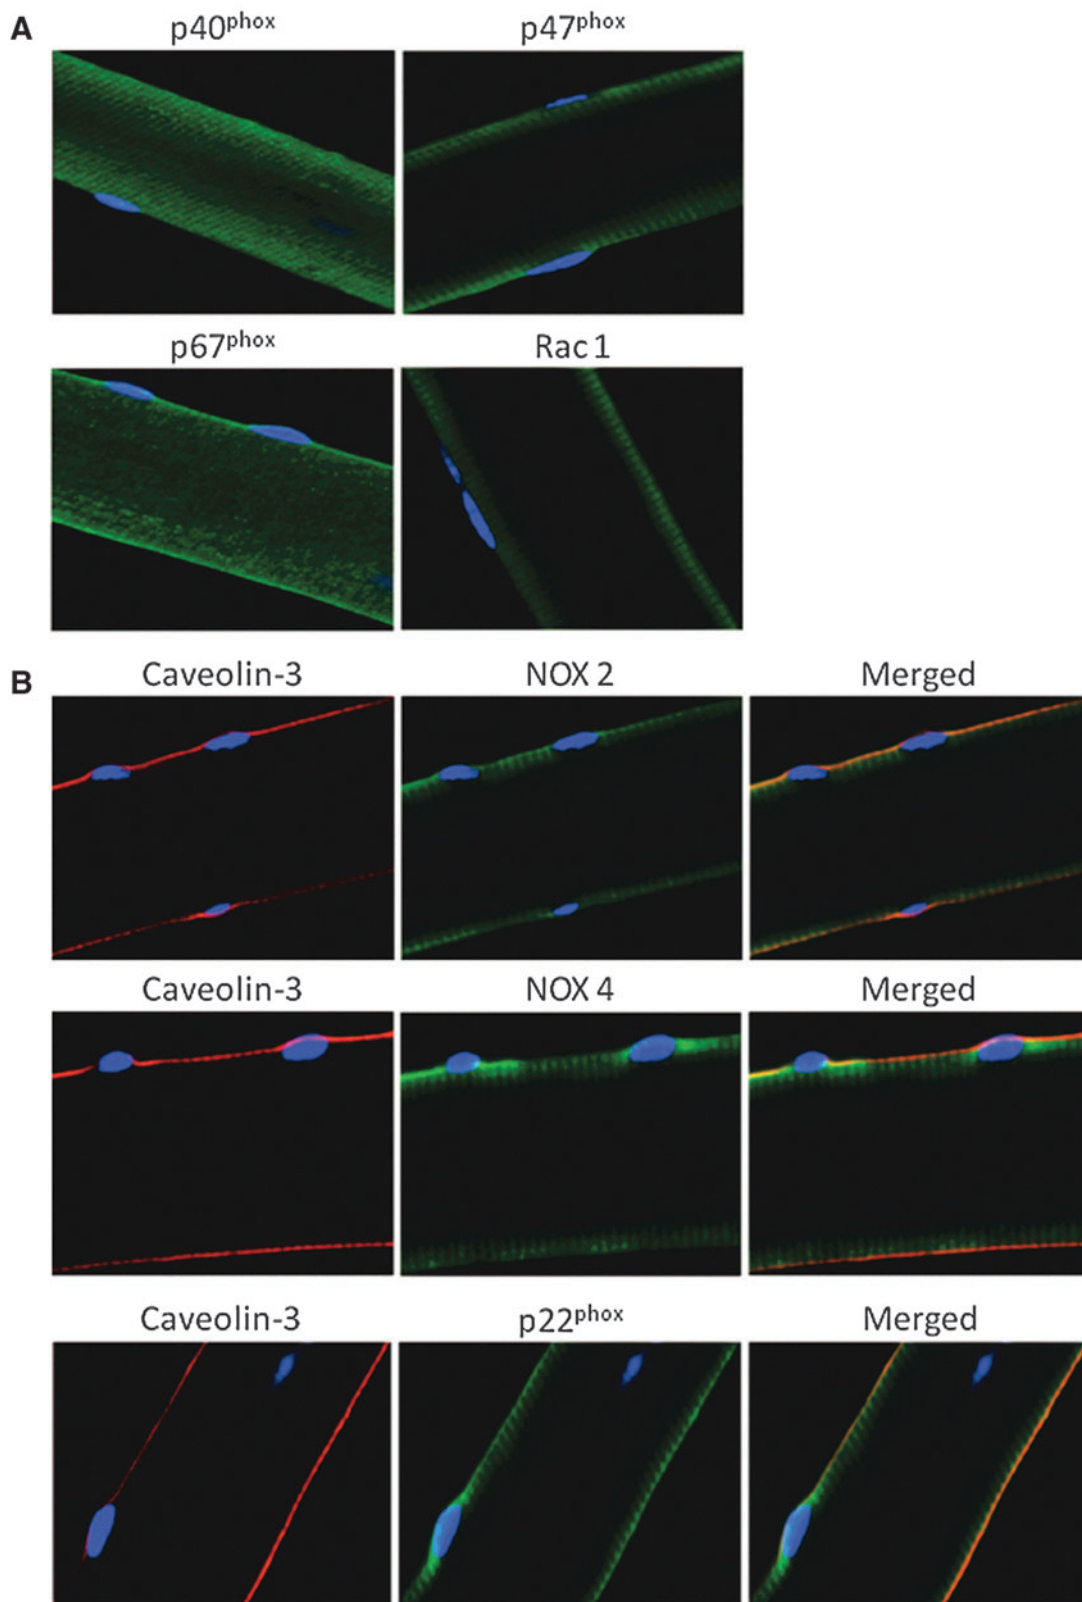 A
p40phox p47phox
p67phox Rac 1
B
Caveolin-3 NOX 2 Merged
Caveolin-3 NOX 4 Merged
Caveolin-3 p22phox Merged